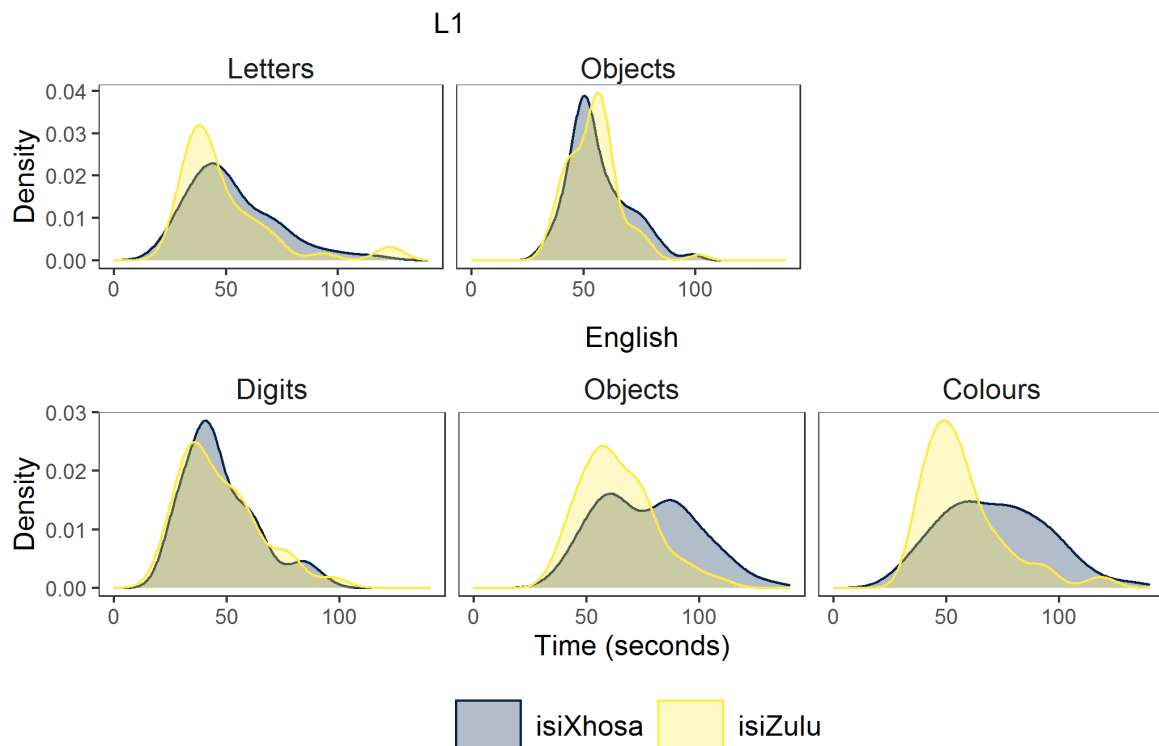 L1
Letters Objects
0.04
0.03
0.02
0.01
0.00
Density
0 50 100 0 50 100
English
Digits Objects Colours
0.03
0.02
0.01
0.00
Density
0 50 100 0 50 100 0 50 100
Time (seconds)
isiXhosa isiZulu